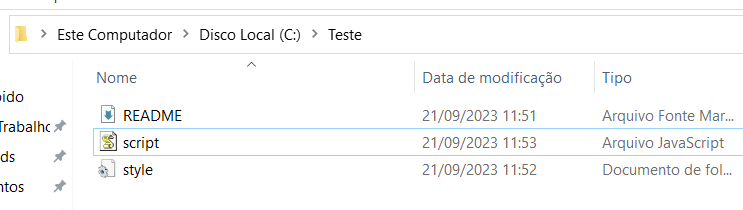 Este Computador > Disco Local (C:) > Teste
Nome Data de modificação Tipo
README 21/09/2023 11:51 Arquivo Fonte Mar...
script 21/09/2023 11:53 Arquivo JavaScript
style 21/09/2023 11:52 Documento de fol...
pido
Trabalho
ds
ntos